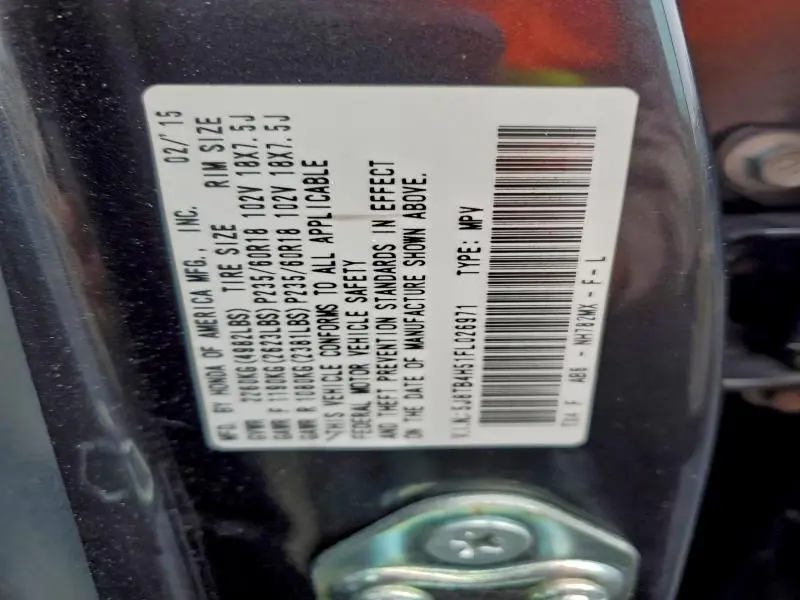 MFD. BY HONDA OF AMERICA MFG., INC. 02/'15
GVWR 2260KG(4982LBS) TIRE SIZE RIM SIZE
GAWR F 1190KG(2623LBS) P235/60R18 102V 18X7.5J
GAWR R 1080KG(2381LBS) P235/60R18 102V 18X7.5J
THIS VEHICLE CONFORMS TO ALL APPLICABLE
FEDERAL MOTOR VEHICLE SAFETY
AND THEFT PREVENTION STANDARDS IN EFFECT
ON THE DATE OF MANUFACTURE SHOWN ABOVE.
V.I.N:5J8TB4H51FL026971 TYPE: MPV
TX4 F AB6 - NH782MX - F - L